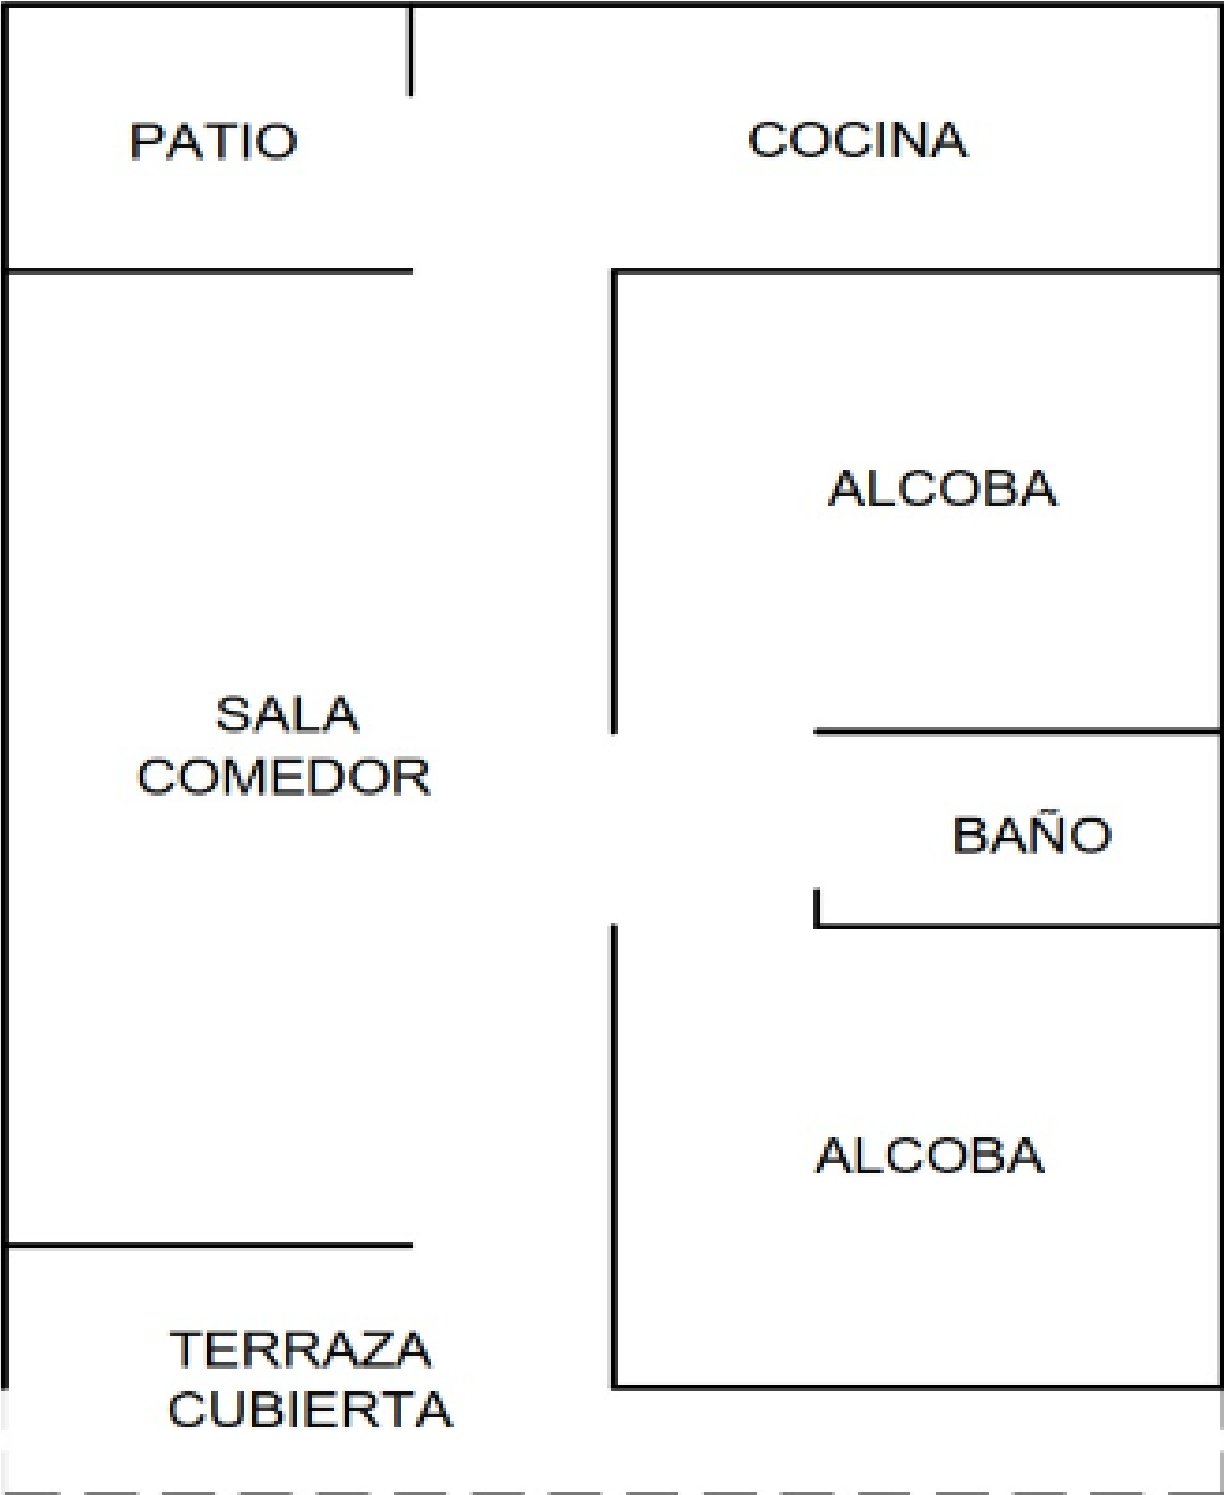 PATIO
COCINA
ALCOBA
SALA
COMEDOR
BAÑO
ALCOBA
TERRAZA
CUBIERTA